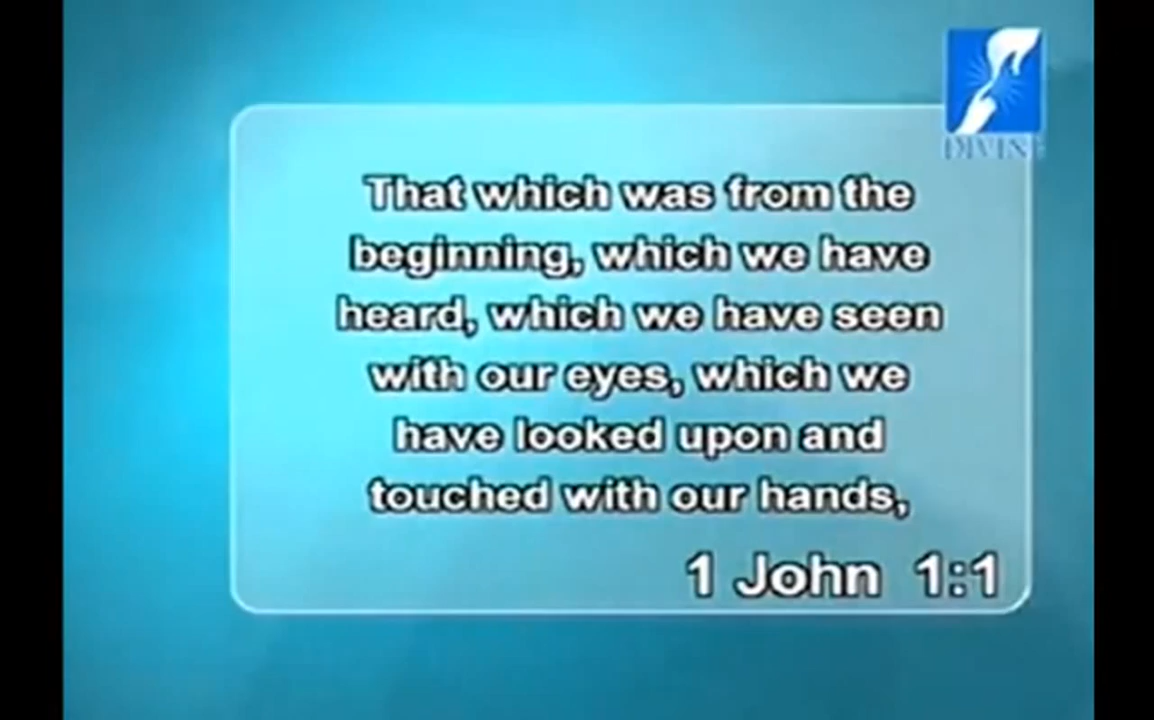 DIVINE
That which was from the
beginning, which we have
heard, which we have seen
with our eyes, which we
have looked upon and
touched with our hands,
1 John 1:1